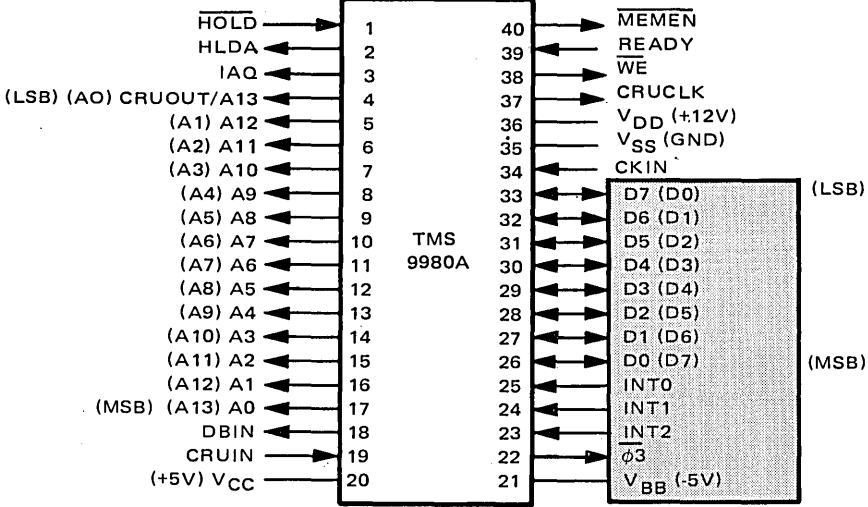 HOLD 1
HLDA 2
IAQ 3
(LSB) (AO) CRUOUT/A13 4
(A1) A12 5
(A2) A11 6
(A3) A10 7
(A4) A9 8
(A5) A8 9
(A6) A7 10
(A7) A6 11
(A8) A5 12
(A9) A4 13
(A10) A3 14
(A11) A2 15
(A12) A1 16
(MSB) (A13) A0 17
DBIN 18
CRUIN 19
(+5V) VCC 20
TMS
9980A
40 MEMEN
39 READY
38 WE
37 CRUCLK
36 VDD (+12V)
35 VSS (GND)
34 CKIN
33 D7 (D0) (LSB)
32 D6 (D1)
31 D5 (D2)
30 D4 (D3)
29 D3 (D4)
28 D2 (D5)
27 D1 (D6)
26 D0 (D7) (MSB)
25 INT0
24 INT1
23 INT2
22 φ3
21 VBB (-5V)